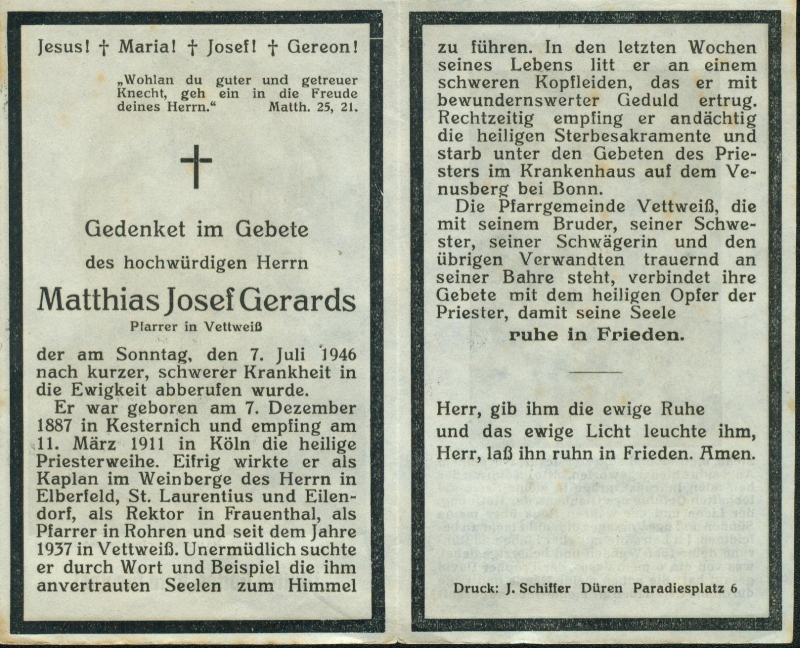 Jesus! † Maria! † Josef! † Gereon!
„Wohlan du guter und getreuer
Knecht, geh ein in die Freude
deines Herrn.“ Matth. 25, 21.
Gedenket im Gebete
des hochwürdigen Herrn
Matthias Josef Gerards
Pfarrer in Vettweiß
der am Sonntag, den 7. Juli 1946
nach kurzer, schwerer Krankheit in
die Ewigkeit abberufen wurde.
Er war geboren am 7. Dezember
1887 in Kesternich und empfing am
11. März 1911 in Köln die heilige
Priesterweihe. Eifrig wirkte er als
Kaplan im Weinberge des Herrn in
Elberfeld, St. Laurentius und Eilen-
dorf, als Rektor in Frauenthal, als
Pfarrer in Rohren und seit dem Jahre
1937 in Vettweiß. Unermüdlich suchte
er durch Wort und Beispiel die ihm
anvertrauten Seelen zum Himmel
zu führen. In den letzten Wochen
seines Lebens litt er an einem
schweren Kopfleiden, das er mit
bewundernswerter Geduld ertrug.
Rechtzeitig empfing er andächtig
die heiligen Sterbesakramente und
starb unter den Gebeten des Prie-
sters im Krankenhaus auf dem Ve-
nusberg bei Bonn.
Die Pfarrgemeinde Vettweiß, die
mit seinem Bruder, seiner Schwe-
ster, seiner Schwägerin und den
übrigen Verwandten trauernd an
seiner Bahre steht, verbindet ihre
Gebete mit dem heiligen Opfer der
Priester, damit seine Seele
ruhe in Frieden.
Herr, gib ihm die ewige Ruhe
und das ewige Licht leuchte ihm,
Herr, laß ihn ruhn in Frieden. Amen.
Druck: J. Schiffer Düren Paradiesplatz 6